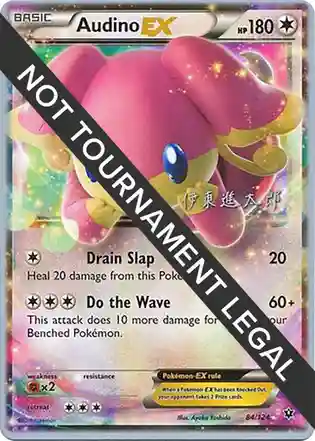 BASIC
Audino EX HP 180
NOT TOURNAMENT LEGAL
伊東進太郎
Drain Slap 20
Heal 20 damage from this Poké
Do the Wave 60+
This attack does 10 more damage for
Benched Pokémon.
weakness resistance
×2
Pokémon-EX rule
When a Pokémon-EX has been Knocked Out, your opponent takes 2 Prize cards.
retreat
Illus. Ayaka Yoshida 84/124